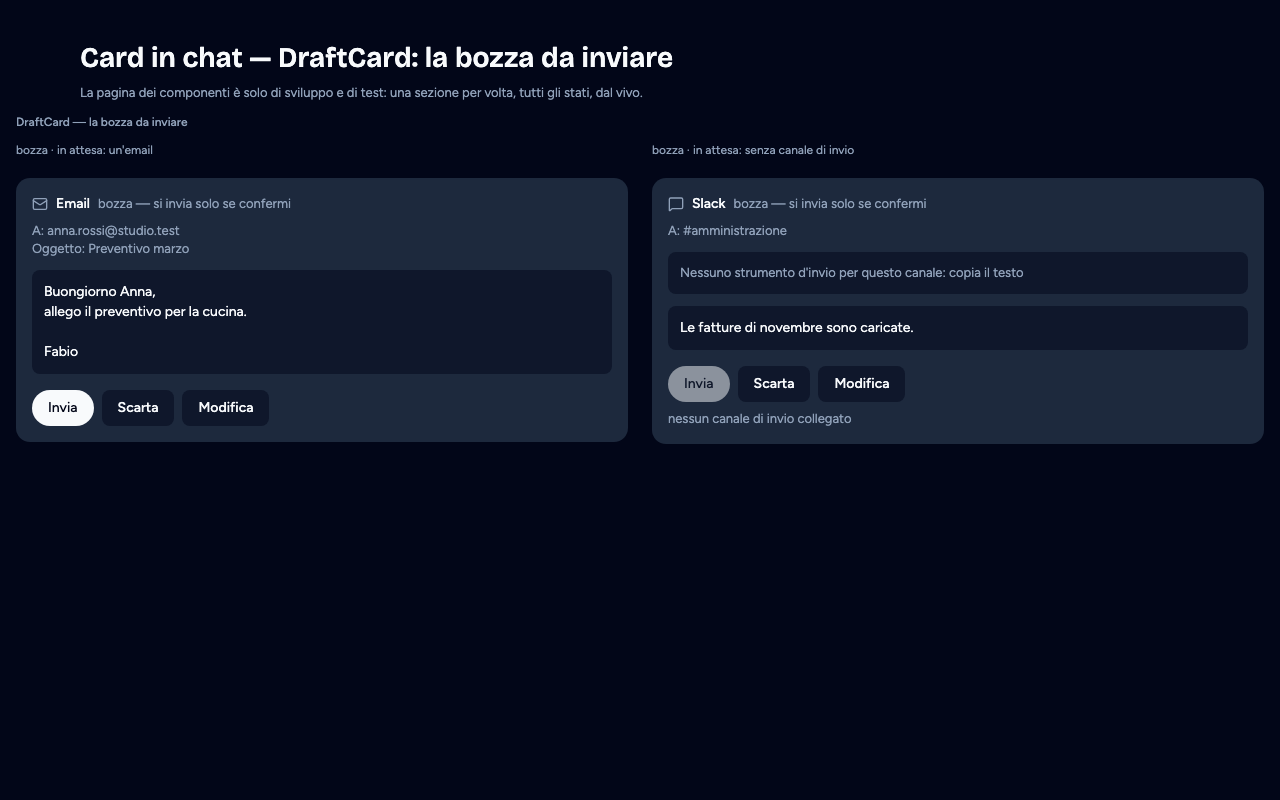 Card in chat — DraftCard: la bozza da inviare
La pagina dei componenti è solo di sviluppo e di test: una sezione per volta, tutti gli stati, dal vivo.
DraftCard — la bozza da inviare
bozza · in attesa: un'email
Email bozza — si invia solo se confermi
A: anna.rossi@studio.test
Oggetto: Preventivo marzo
Buongiorno Anna,
allego il preventivo per la cucina.
Fabio
Invia Scarta Modifica
bozza · in attesa: senza canale di invio
Slack bozza — si invia solo se confermi
A: #amministrazione
Nessuno strumento d'invio per questo canale: copia il testo
Le fatture di novembre sono caricate.
Invia Scarta Modifica
nessun canale di invio collegato